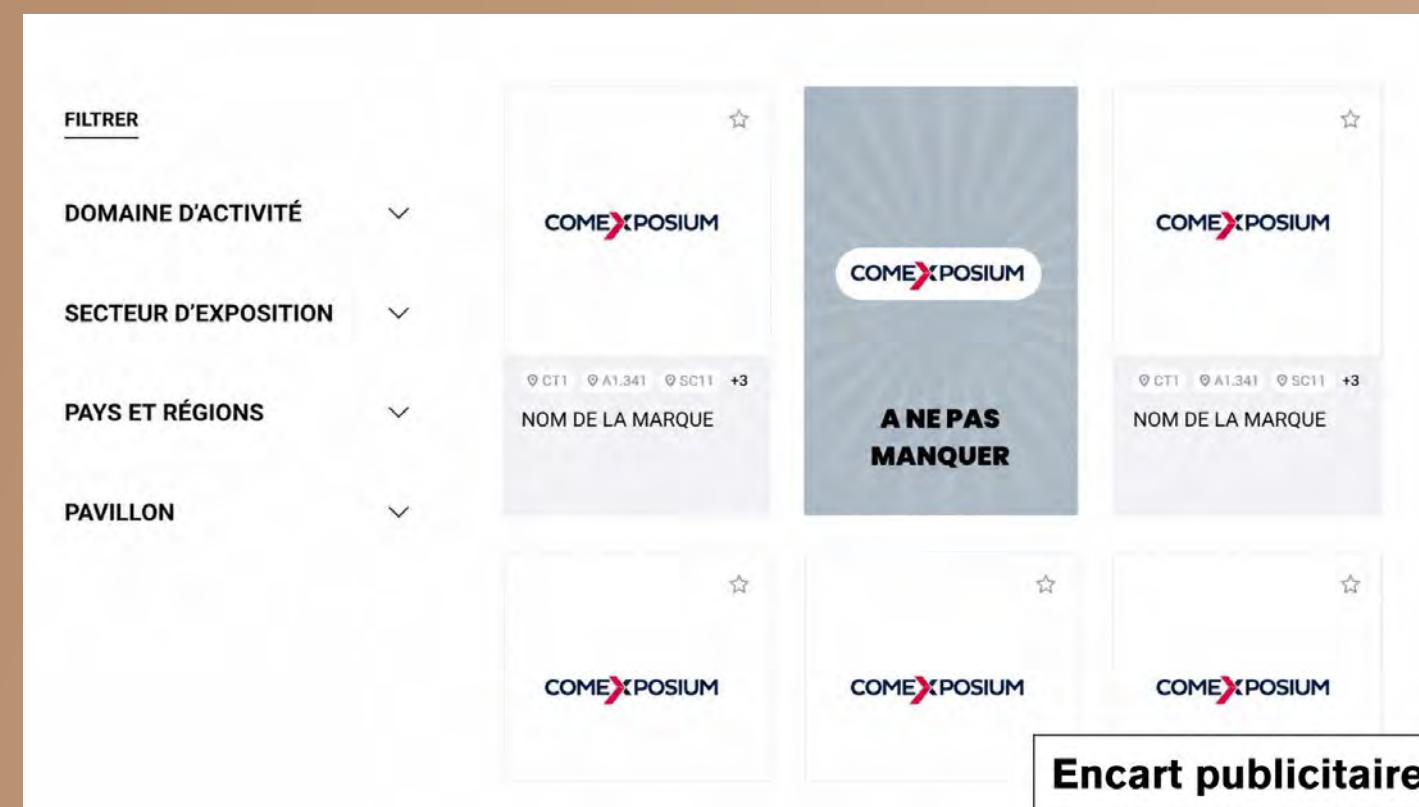 FILTRER
DOMAINE D'ACTIVITÉ
SECTEUR D'EXPOSITION
PAYS ET RÉGIONS
PAVILLON
COMEXPOSIUM
CT1 A1.341 SC11 +3
NOM DE LA MARQUE
COMEXPOSIUM
A NE PAS
MANQUER
COMEXPOSIUM
CT1 A1.341 SC11 +3
NOM DE LA MARQUE
COMEXPOSIUM
COMEXPOSIUM
COMEXPOSIUM
Encart publicitaire